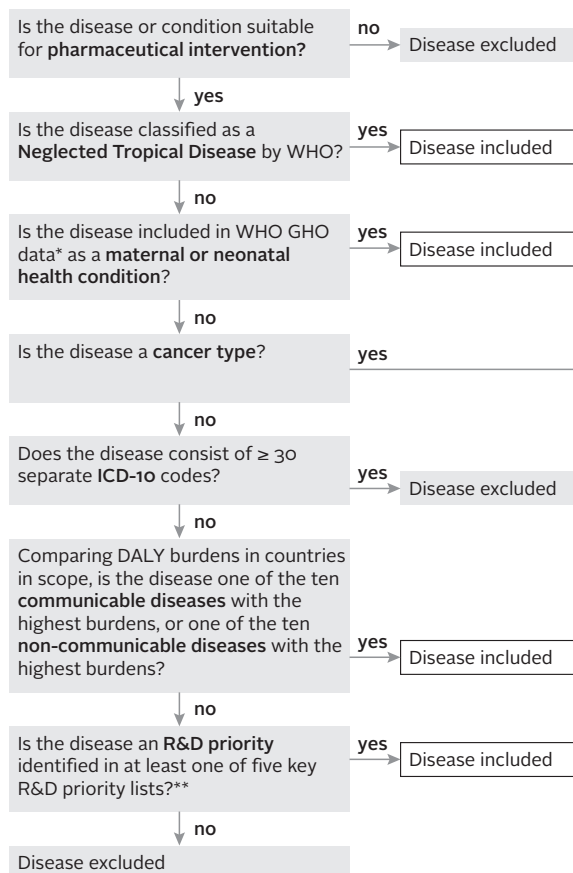 Is the disease or condition suitable
for pharmaceutical intervention?
no
Disease excluded
yes
Is the disease classified as a
Neglected Tropical Disease by WHO?
yes
Disease included
no
Is the disease included in WHO GHO
data* as a maternal or neonatal
health condition?
yes
Disease included
no
Is the disease a cancer type?
yes
no
Does the disease consist of ≥ 30
separate ICD-10 codes?
yes
Disease excluded
no
Comparing DALY burdens in countries
in scope, is the disease one of the ten
communicable diseases with the
highest burdens, or one of the ten
non-communicable diseases with the
highest burdens?
yes
Disease included
no
Is the disease an R&D priority
identified in at least one of five key
R&D priority lists?**
yes
Disease included
no
Disease excluded